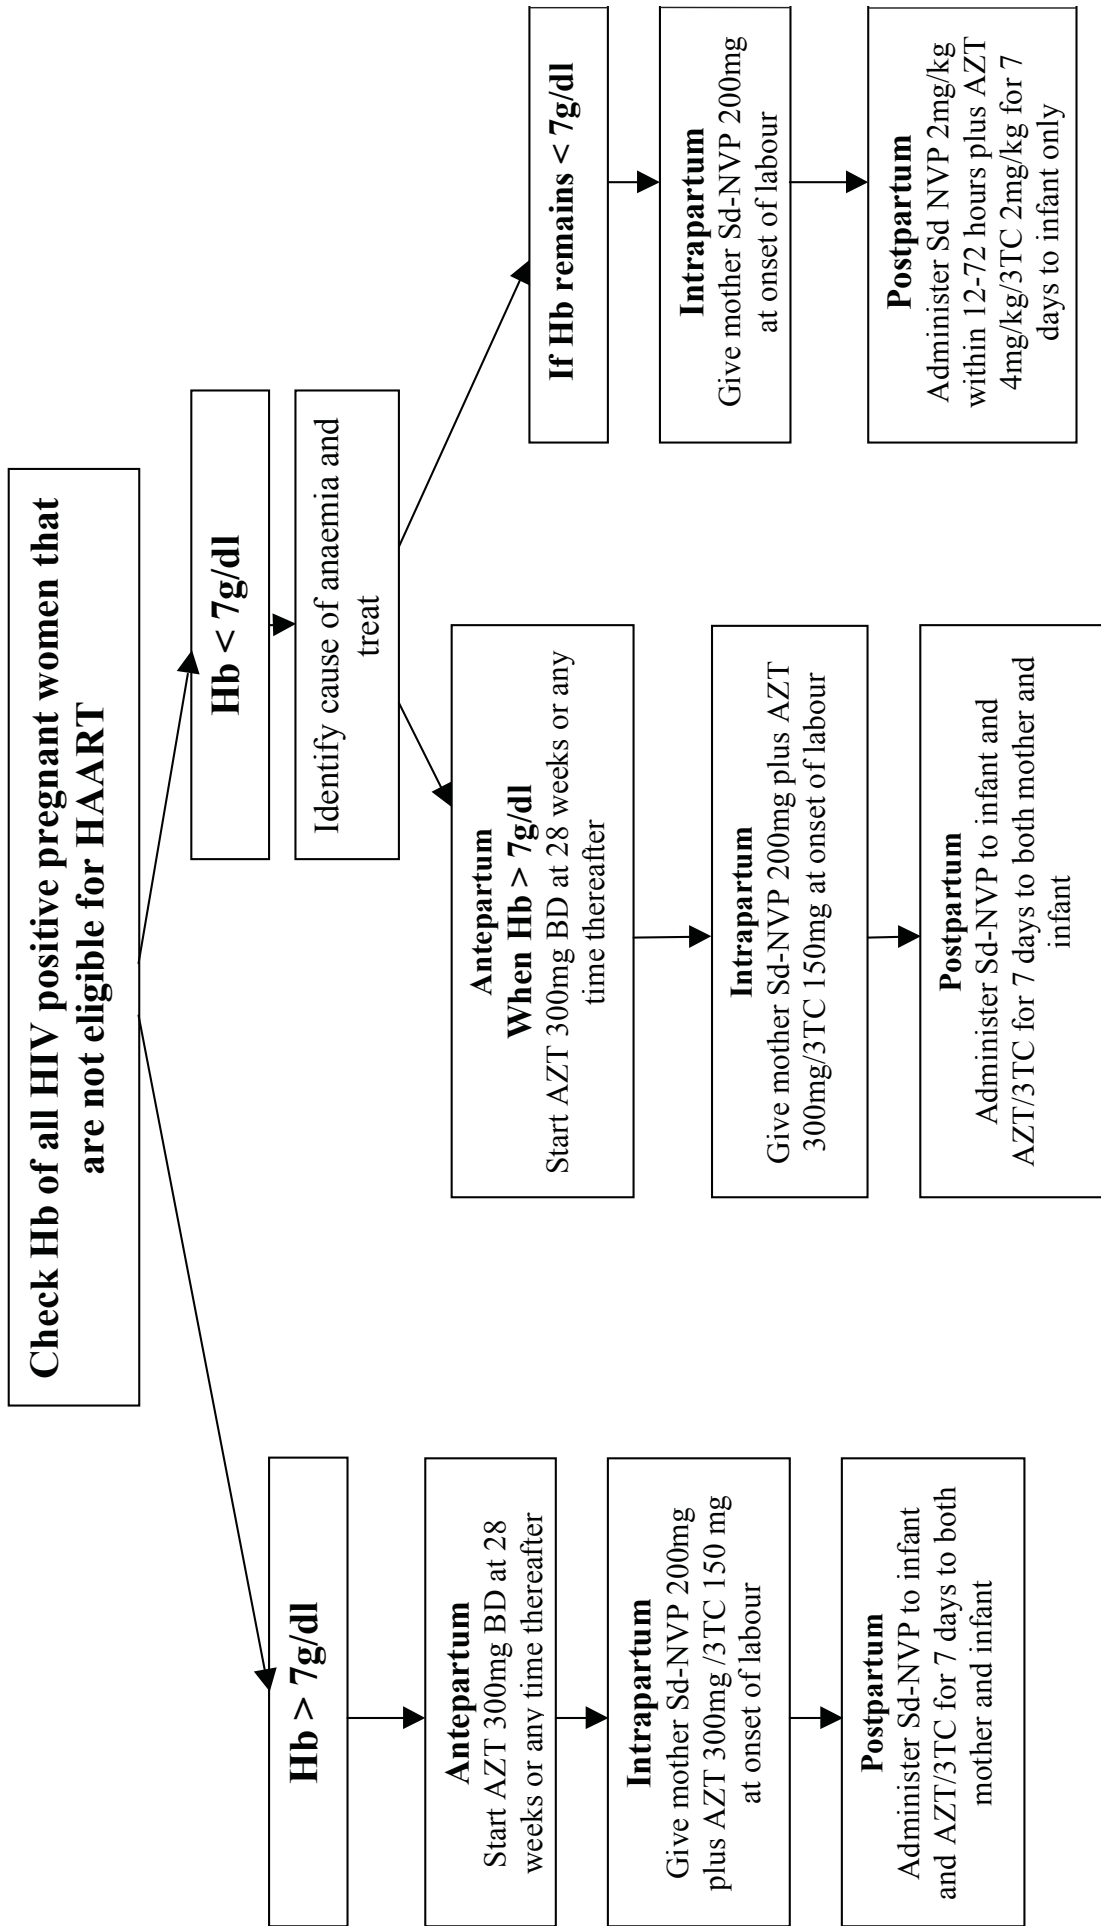 Check Hb of all HIV positive pregnant women that
are not eligible for HAART
Hb > 7g/dl
Antepartum
Start AZT 300mg BD at 28
weeks or any time thereafter
Intrapartum
Give mother Sd-NVP 200mg
plus AZT 300mg /3TC 150 mg
at onset of labour
Postpartum
Administer Sd-NVP to infant
and AZT/3TC for 7 days to both
mother and infant
Hb < 7g/dl
Identify cause of anaemia and
treat
Antepartum
When Hb > 7g/dl
Start AZT 300mg BD at 28 weeks or any
time thereafter
Intrapartum
Give mother Sd-NVP 200mg plus AZT
300mg/3TC 150mg at onset of labour
Postpartum
Administer Sd-NVP to infant and
AZT/3TC for 7 days to both mother and
infant
If Hb remains < 7g/dl
Intrapartum
Give mother Sd-NVP 200mg
at onset of labour
Postpartum
Administer Sd NVP 2mg/kg
within 12-72 hours plus AZT
4mg/kg/3TC 2mg/kg for 7
days to infant only